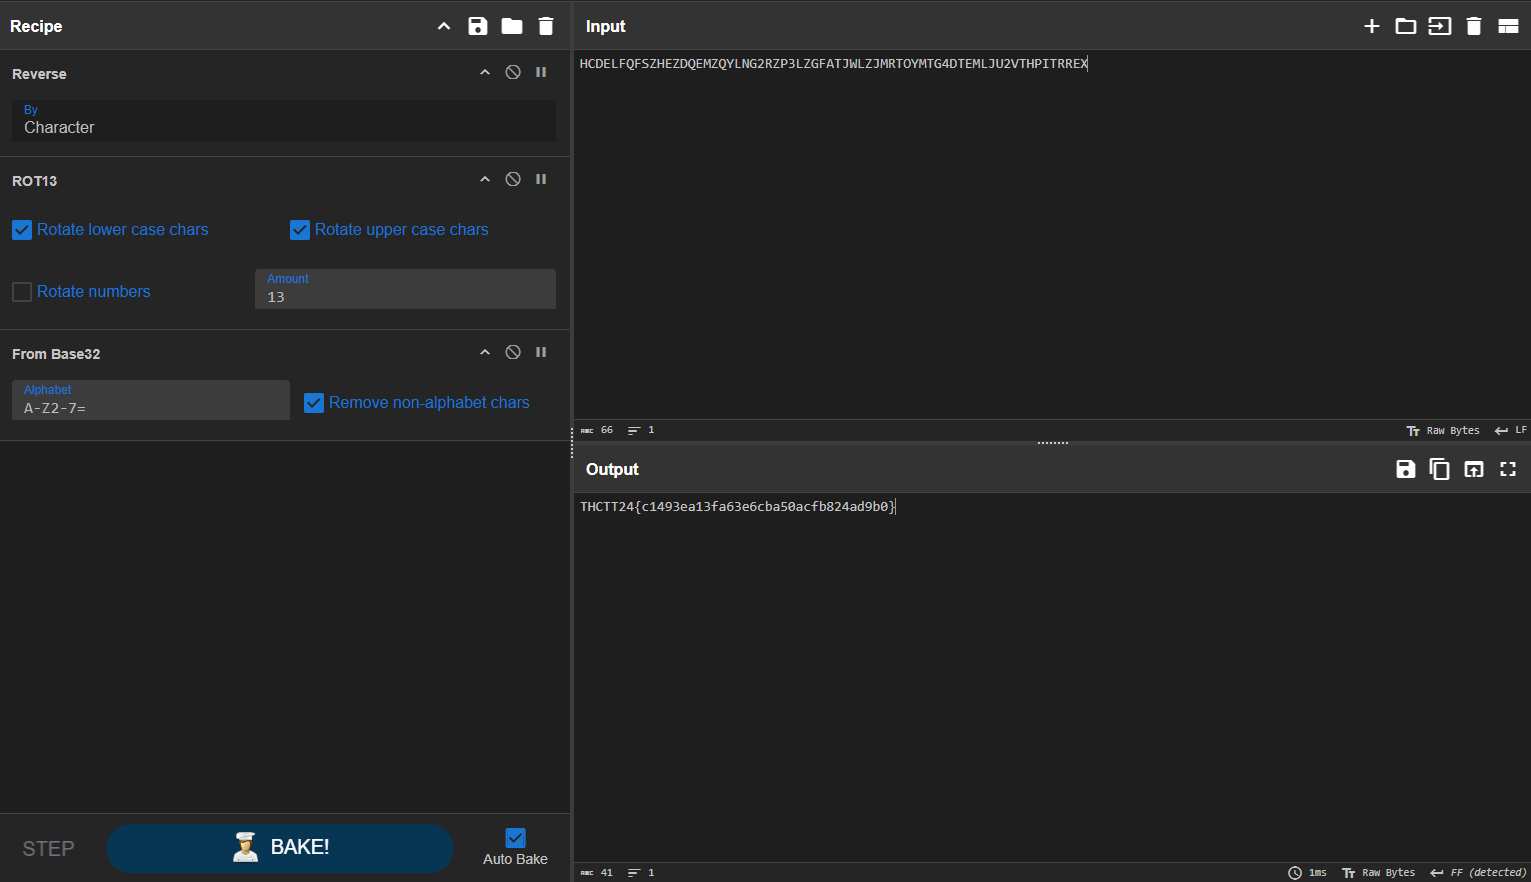 Recipe
Reverse
By
Character
ROT13
Rotate lower case chars
Rotate upper case chars
Rotate numbers
Amount
13
From Base32
Alphabet
A-Z2-7=
Remove non-alphabet chars
STEP
BAKE!
Auto Bake
Input
HCDELFQFSZHEZDQEMZQYLNG2RZP3LZGFATJWLZJMRTOYMTG4DTEMLJU2VTHPITRREX
ABC 66 1
Tт Raw Bytes LF
Output
THCTT24{c1493ea13fa63e6cba50acfb824ad9b0}
ABC 41 1
1ms Tт Raw Bytes FF (detected)